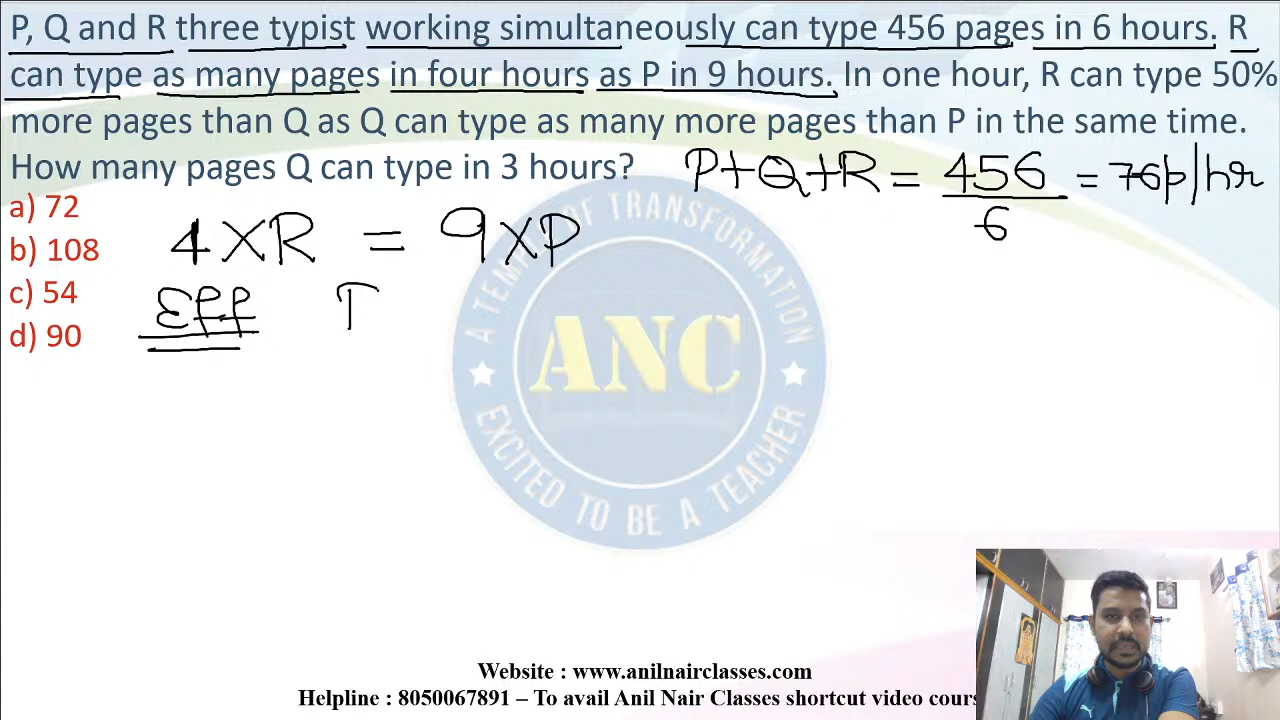 P, Q and R three typist working simultaneously can type 456 pages in 6 hours. R
can type as many pages in four hours as P in 9 hours. In one hour, R can type 50%
more pages than Q as Q can type as many more pages than P in the same time.
How many pages Q can type in 3 hours?
P+Q+R = 456/6 = 76p/hr
a) 72
b) 108
c) 54
d) 90
4×R = 9×P
Eff
A TEMPLE OF TRANSFORMATION
ANC
EXCITED TO BE A TEACHER
Website : www.anilnairclasses.com
Helpline : 8050067891 – To avail Anil Nair Classes shortcut video cours